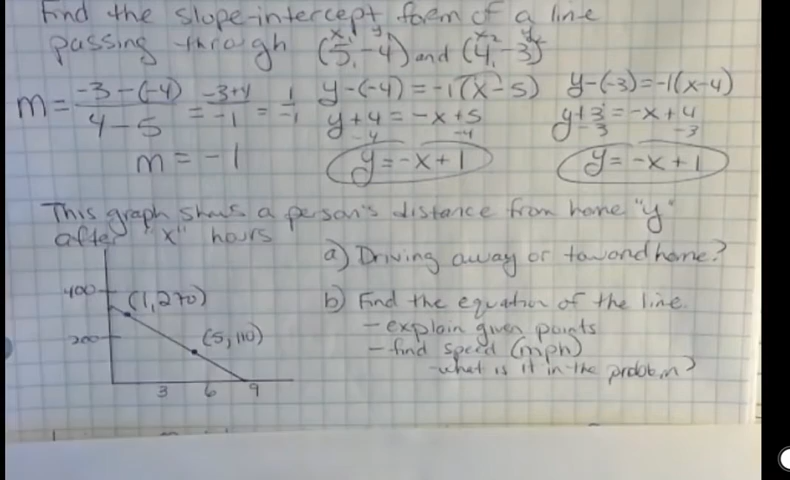 Find the slope-intercept form of a line
passing through (5, -4) and (4, -3)
x y x2 y2
m = -3-(-4) / 4-5 = -3+4 / -1 = 1 / -1
m = -1
y-(-4) = -1(x-5)
y+4 = -x+5
-4 -4
y = -x+1
y-(-3) = -1(x-4)
y+3 = -x+4
-3 -3
y = -x+1
This graph shows a person's distance from home "y"
after "x" hours
a) Driving away or toward home?
b) Find the equation of the line.
- explain given points
- find speed (mph)
- what is it in the problem?
400
(1,270)
200
(5,110)
3 6 9